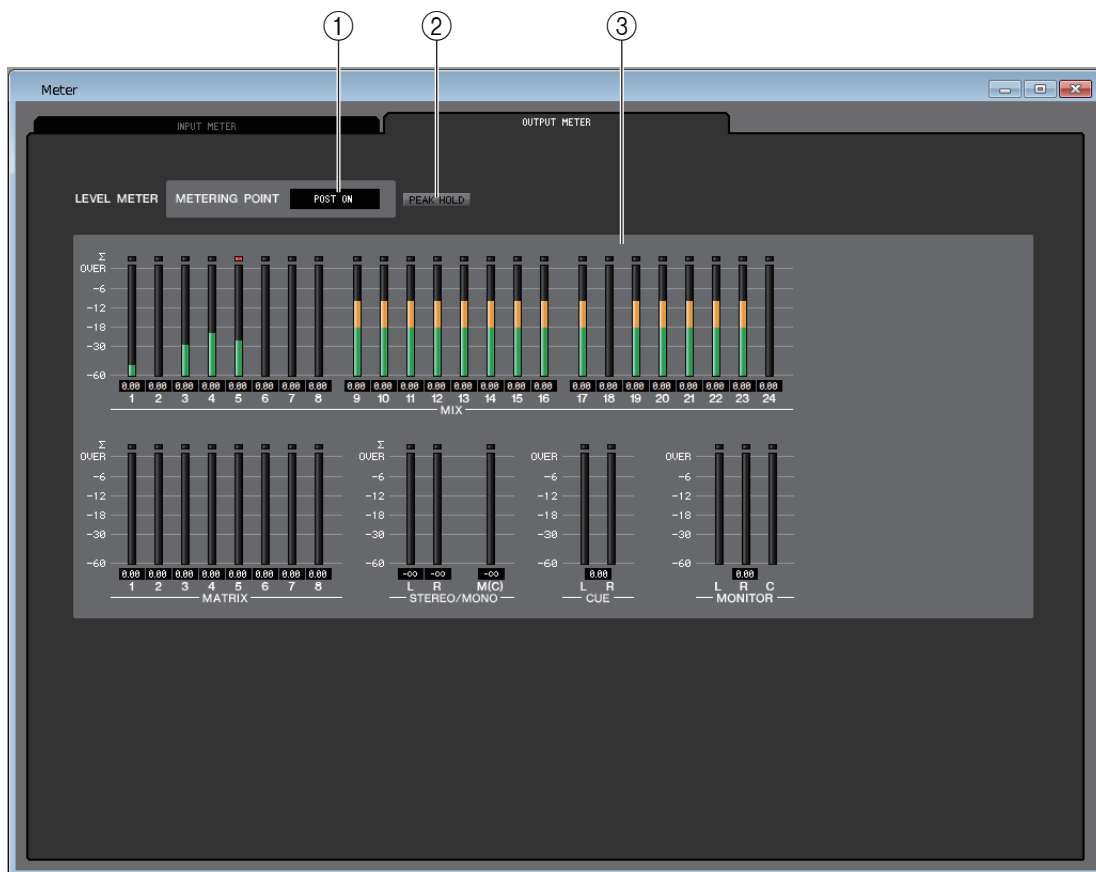 ① ② ③
Meter
INPUT METER OUTPUT METER
LEVEL METER METERING POINT POST ON PEAK HOLD
Σ
OVER
-6
-12
-18
-30
-60
0.00 0.00 0.00 0.00 0.00 0.00 0.00 0.00 0.00 0.00 0.00 0.00 0.00 0.00 0.00 0.00 0.00 0.00 0.00 0.00 0.00 0.00 0.00 0.00
1 2 3 4 5 6 7 8 9 10 11 12 13 14 15 16 17 18 19 20 21 22 23 24
MIX
Σ Σ
OVER OVER OVER OVER
-6 -6 -6 -6
-12 -12 -12 -12
-18 -18 -18 -18
-30 -30 -30 -30
-60 -60 -60 -60
0.00 0.00 0.00 0.00 0.00 0.00 0.00 0.00 -∞ -∞ -∞ 0.00 0.00
1 2 3 4 5 6 7 8 L R M(C) L R L R C
MATRIX STEREO/MONO CUE MONITOR